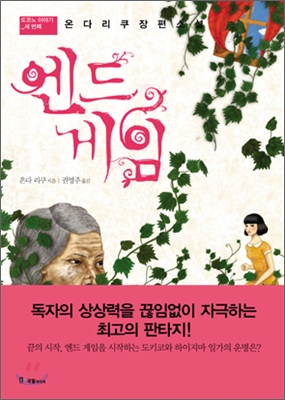 도코노 이야기
_세 번째
온다리쿠장편소설
엔드
게임
온다 리쿠 지음 | 권영주 옮김
독자의 상상력을 끊임없이 자극하는
최고의 판타지!
끝의 시작, 엔드 게임을 시작하는 도키코와 하이지마 일가의 운명은?